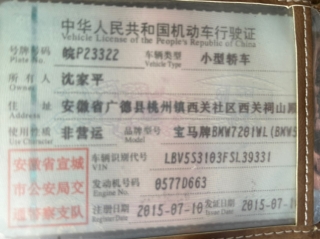 中华人民共和国机动车行驶证
Vehicle License of the People's Republic of China
号牌号码 皖P23322 车辆类型 小型轿车
Plate No. Vehicle Type
所有人 沈家平
Owner
住址 安徽省广德县桃州镇西关社区西关柯山
Address
使用性质 非营运 品牌型号 宝马牌BMW7201WL(BMW5
Use Character Model
安徽省宣城
市公安局交
通警察支队
车辆识别代号 LBV5S3103FSL39331
VIN
发动机号码 0577D663
Engine No.
注册日期 2015-07-10 发证日期 2015-07-
Register Date Issue Date